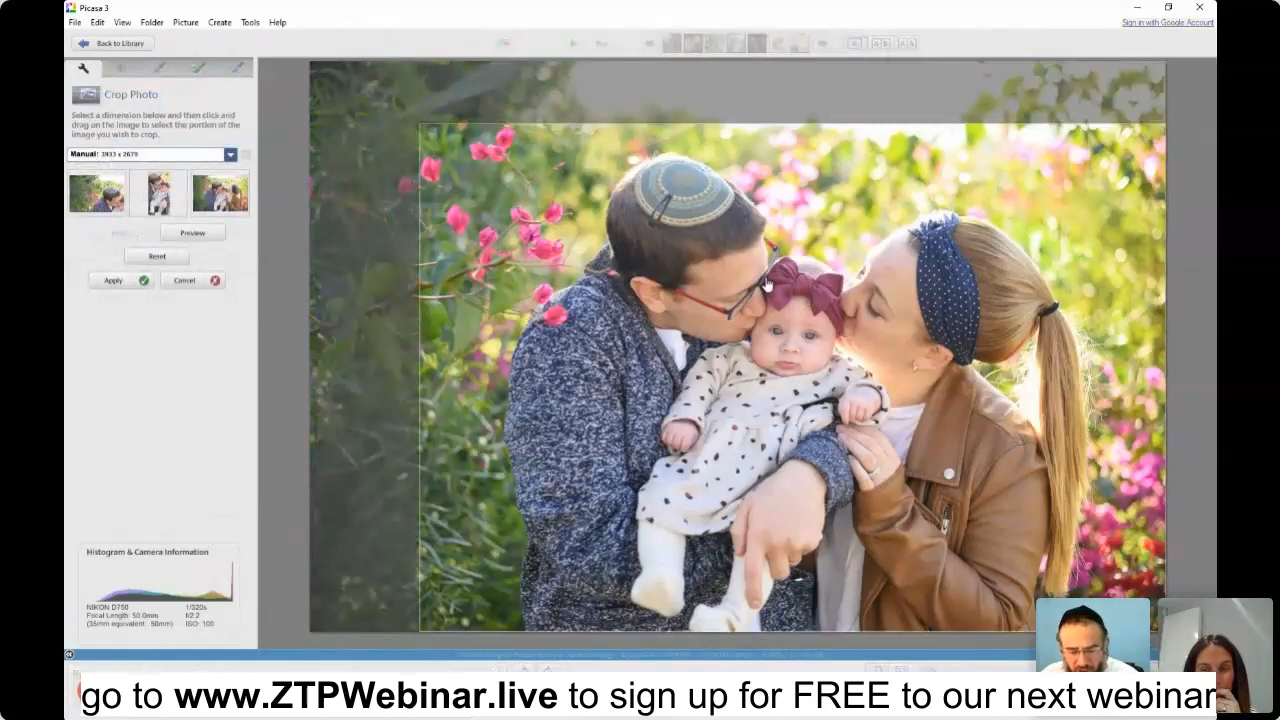 Picasa 3
File Edit View Folder Picture Create Tools Help
Sign in with Google Account
Back to Library
Crop Photo
Select a dimension below and then click and
drag on the image to select the portion of the
image you wish to crop.
Manual: 3933 x 2679
Preview
Reset
Apply Cancel
Histogram & Camera Information
NIKON D750 1/320s
Focal Length: 50.0mm f/2.2
(35mm equivalent: 50mm) ISO: 100
go to www.ZTPWebinar.live to sign up for FREE to our next webinar